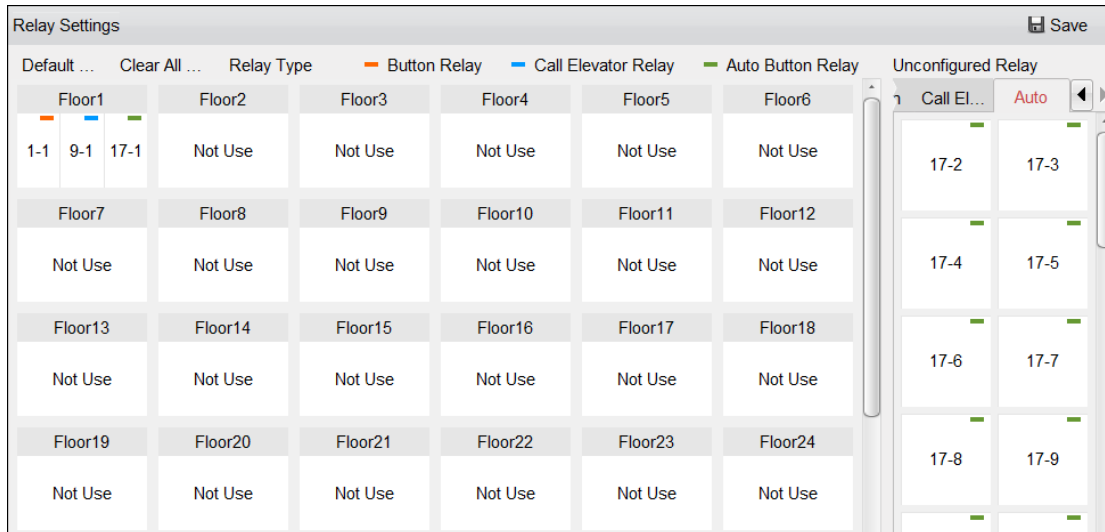 Relay Settings Save
Default ... Clear All ... Relay Type Button Relay Call Elevator Relay Auto Button Relay Unconfigured Relay
Floor1 Floor2 Floor3 Floor4 Floor5 Floor6 Call El... Auto
1-1 9-1 17-1 Not Use Not Use Not Use Not Use Not Use 17-2 17-3
Floor7 Floor8 Floor9 Floor10 Floor11 Floor12
Not Use Not Use Not Use Not Use Not Use Not Use 17-4 17-5
Floor13 Floor14 Floor15 Floor16 Floor17 Floor18
Not Use Not Use Not Use Not Use Not Use Not Use 17-6 17-7
Floor19 Floor20 Floor21 Floor22 Floor23 Floor24
17-8 17-9
Not Use Not Use Not Use Not Use Not Use Not Use